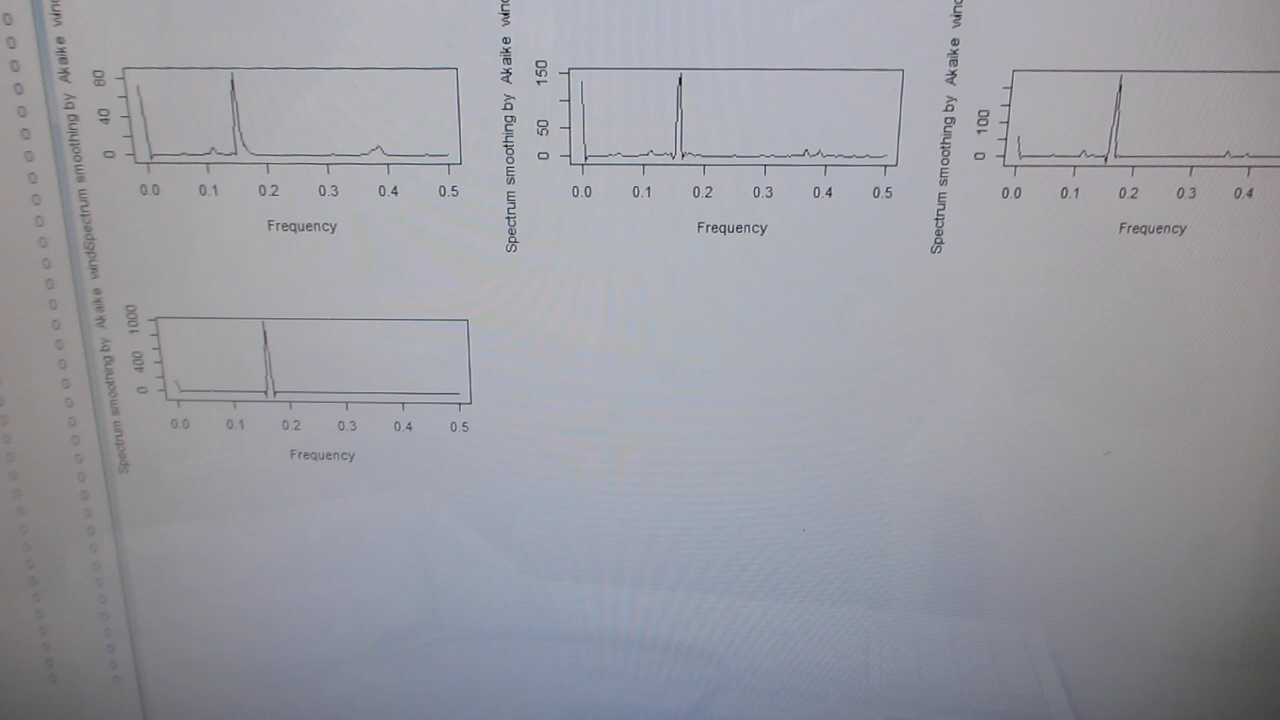 Spectrum smoothing by Akaike
80
40
0
0.0 0.1 0.2 0.3 0.4 0.5
Frequency
Spectrum smoothing by Akaike
150
50
0
0.0 0.1 0.2 0.3 0.4 0.5
Frequency
Spectrum smoothing by Akaike
100
0
0.0 0.1 0.2 0.3 0.4
Frequency
Spectrum smoothing by Akaike
1000
400
0
0.0 0.1 0.2 0.3 0.4 0.5
Frequency